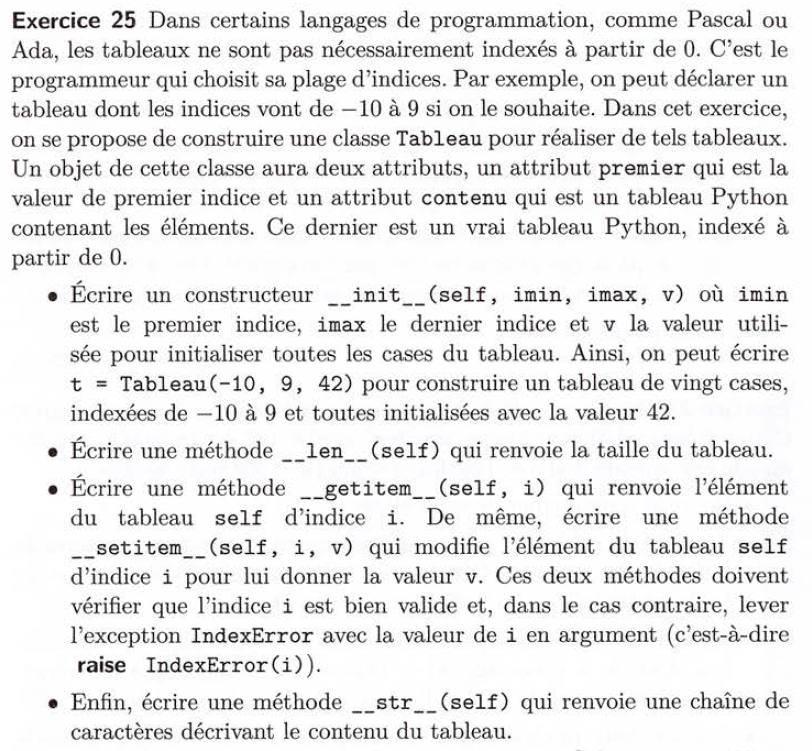 Exercice 25 Dans certains langages de programmation, comme Pascal ou
Ada, les tableaux ne sont pas nécessairement indexés à partir de 0. C'est le
programmeur qui choisit sa plage d'indices. Par exemple, on peut déclarer un
tableau dont les indices vont de −10 à 9 si on le souhaite. Dans cet exercice,
on se propose de construire une classe Tableau pour réaliser de tels tableaux.
Un objet de cette classe aura deux attributs, un attribut premier qui est la
valeur de premier indice et un attribut contenu qui est un tableau Python
contenant les éléments. Ce dernier est un vrai tableau Python, indexé à
partir de 0.
• Écrire un constructeur __init__(self, imin, imax, v) où imin
est le premier indice, imax le dernier indice et v la valeur utili-
sée pour initialiser toutes les cases du tableau. Ainsi, on peut écrire
t = Tableau(-10, 9, 42) pour construire un tableau de vingt cases,
indexées de −10 à 9 et toutes initialisées avec la valeur 42.
• Écrire une méthode __len__(self) qui renvoie la taille du tableau.
• Écrire une méthode __getitem__(self, i) qui renvoie l'élément
du tableau self d'indice i. De même, écrire une méthode
__setitem__(self, i, v) qui modifie l'élément du tableau self
d'indice i pour lui donner la valeur v. Ces deux méthodes doivent
vérifier que l'indice i est bien valide et, dans le cas contraire, lever
l'exception IndexError avec la valeur de i en argument (c'est-à-dire
raise IndexError(i)).
• Enfin, écrire une méthode __str__(self) qui renvoie une chaîne de
caractères décrivant le contenu du tableau.